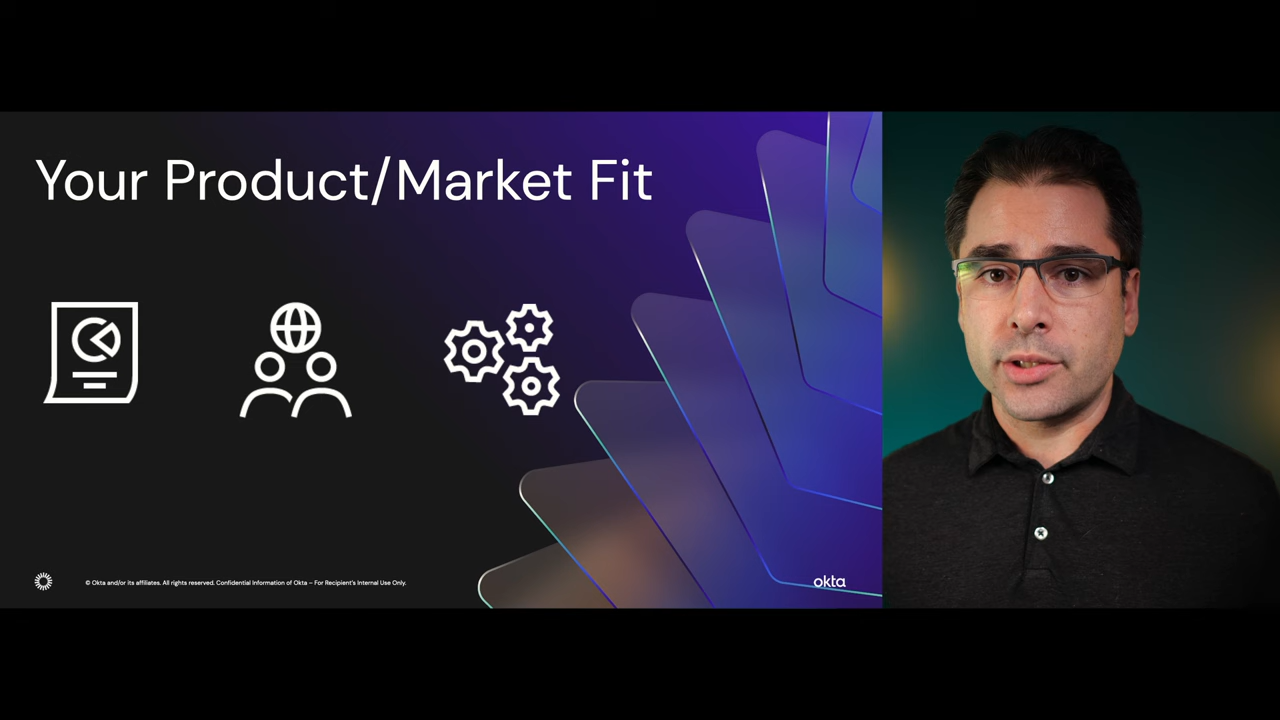 Your Product/Market Fit
© Okta and/or its affiliates. All rights reserved. Confidential Information of Okta – For Recipient's Internal Use Only.
okta